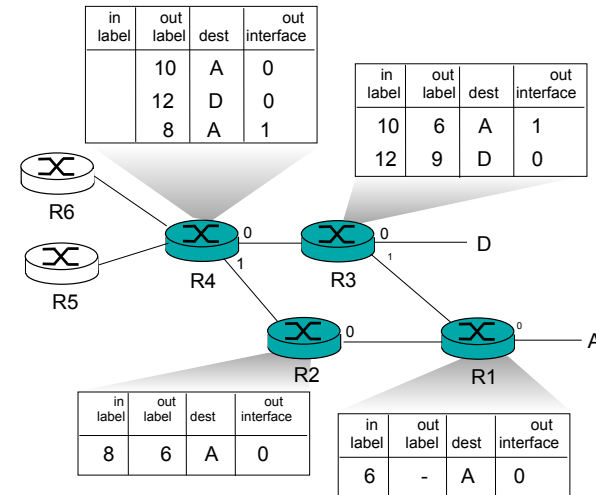 in out out
label label dest interface
10 A 0
12 D 0
8 A 1
in out out
label label dest interface
10 6 A 1
12 9 D 0
R6
R5
R4
0
1
R3
0
1
D
R2
0
R1
0
A
in out out
label label dest interface
8 6 A 0
in out out
label label dest interface
6 - A 0